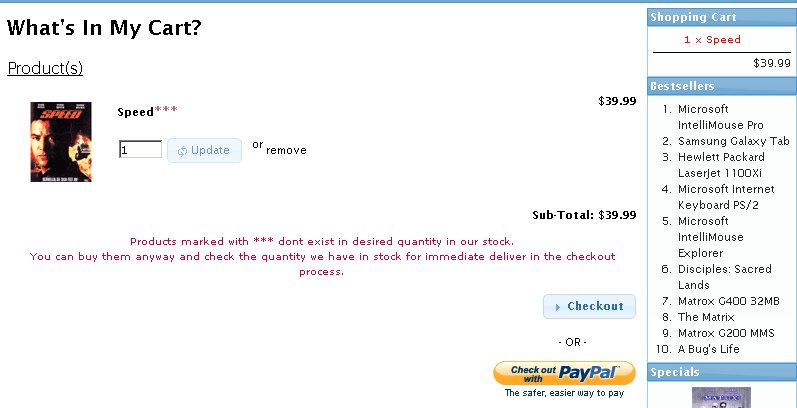 What's In My Cart?
Product(s)
SPEED
Speed***
$39.99
1
Update
or
remove
Sub-Total: $39.99
Products marked with *** dont exist in desired quantity in our stock.
You can buy them anyway and check the quantity we have in stock for immediate deliver in the checkout
process.
Checkout
- OR -
Check out
with PayPal
The safer, easier way to pay
Shopping Cart
1 x Speed
$39.99
Bestsellers
1. Microsoft
IntelliMouse Pro
2. Samsung Galaxy Tab
3. Hewlett Packard
LaserJet 1100Xi
4. Microsoft Internet
Keyboard PS/2
5. Microsoft
IntelliMouse
Explorer
6. Disciples: Sacred
Lands
7. Matrox G400 32MB
8. The Matrix
9. Matrox G200 MMS
10. A Bug's Life
Specials
MATRIX